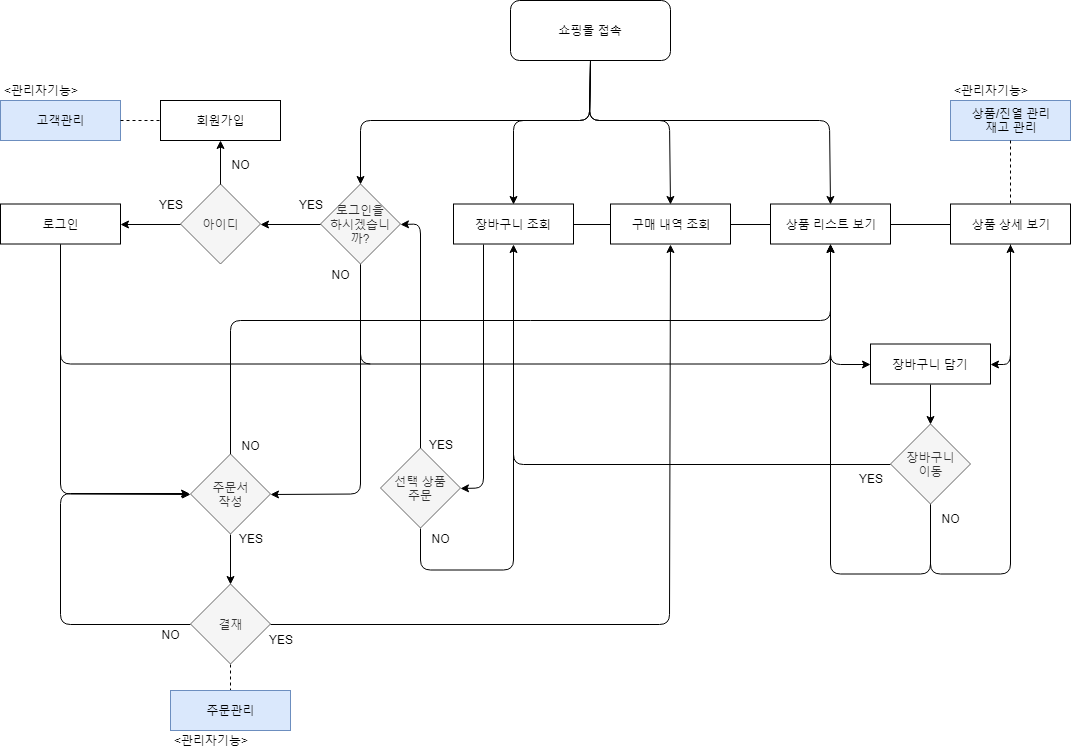 쇼핑몰 접속
<관리자기능>
고객관리
회원가입
<관리자기능>
상품/진열 관리
재고 관리
NO
YES
YES
로그인
아이디
로그인을
하시겠습니
까?
장바구니 조회
구매 내역 조회
상품 리스트 보기
상품 상세 보기
NO
장바구니 담기
NO
YES
장바구니
이동
YES
주문서
작성
선택 상품
주문
NO
YES
NO
결재
NO
YES
주문관리
<관리자기능>